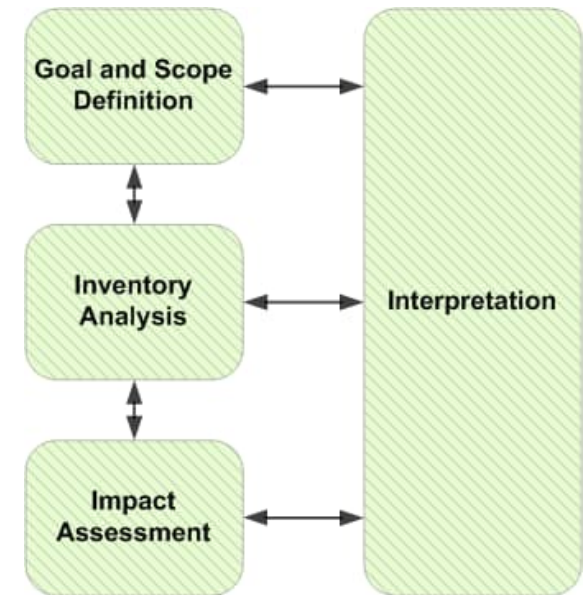 Goal and Scope
Definition
Inventory
Analysis
Interpretation
Impact
Assessment